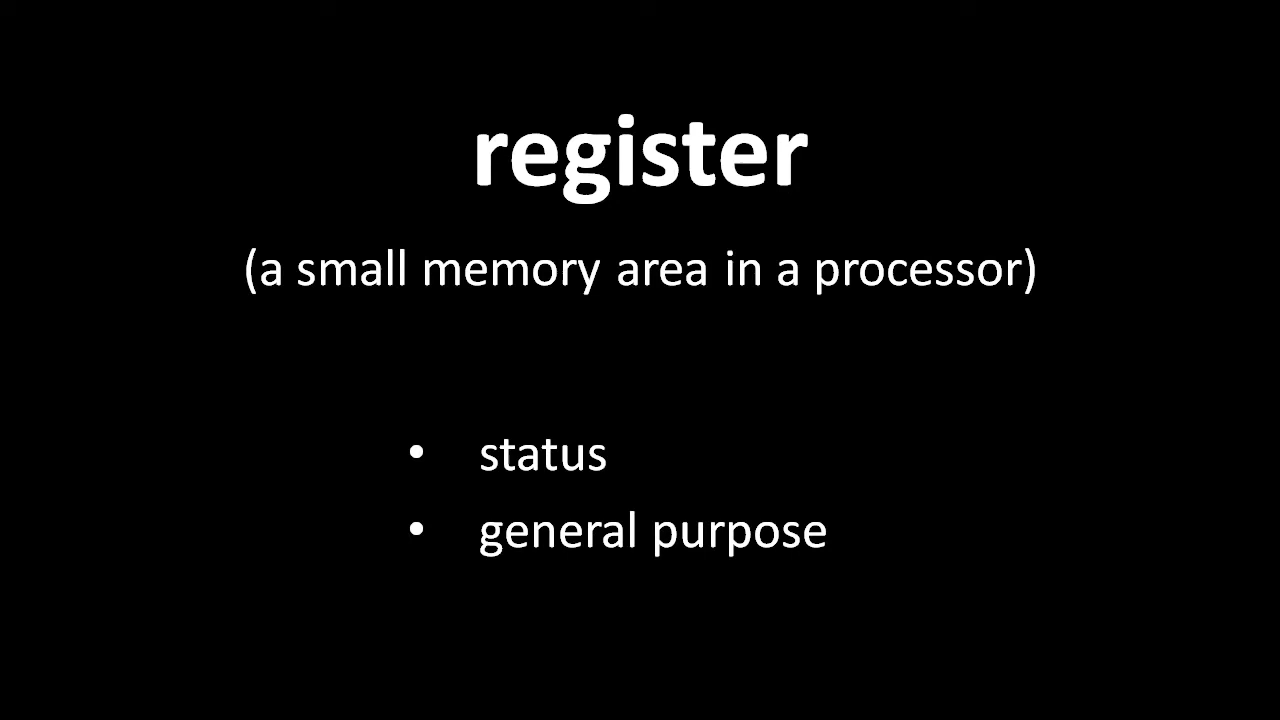 register
(a small memory area in a processor)
• status
• general purpose